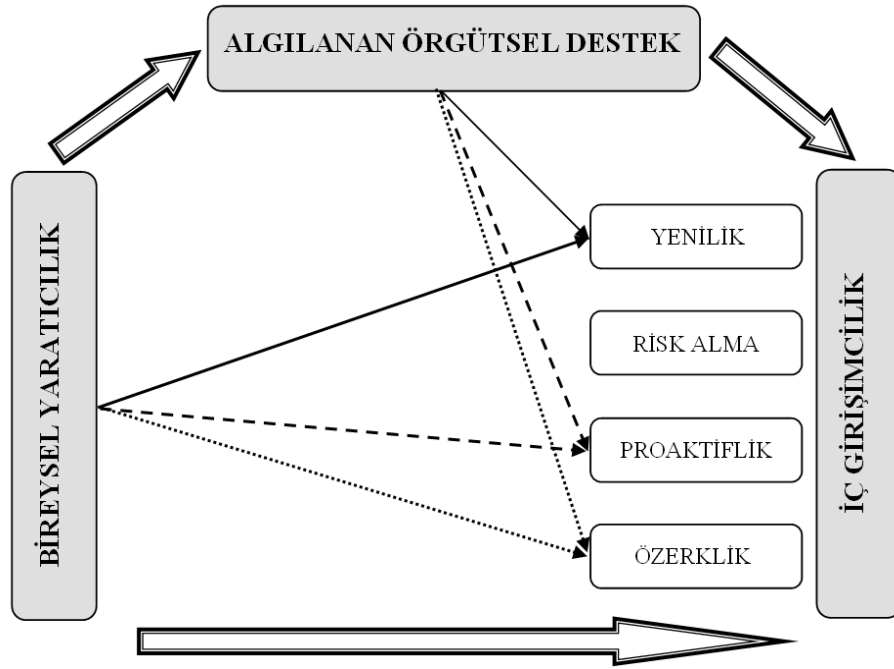 ALGILANAN ÖRGÜTSEL DESTEK
BİREYSEL YARATICILIK
YENİLİK
RİSK ALMA
PROAKTİFLİK
ÖZERKLİK
İÇ GİRİŞİMCİLİK